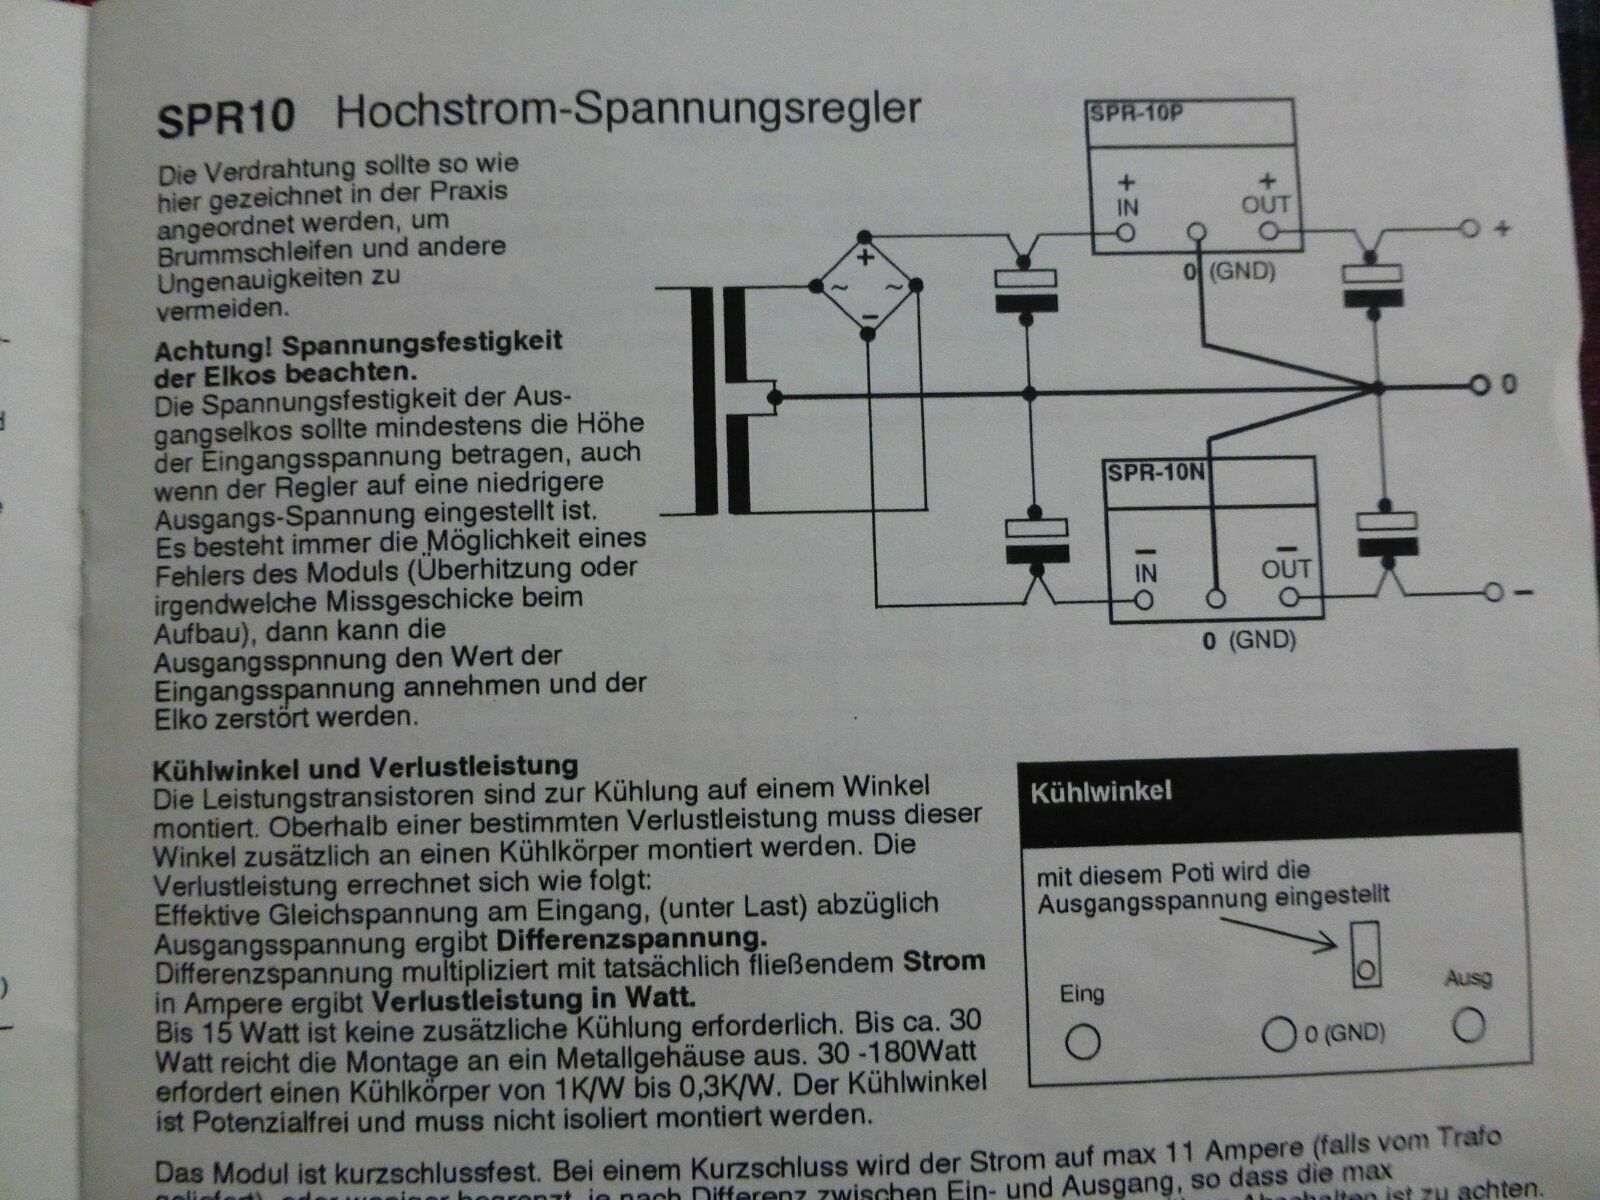 SPR10 Hochstrom-Spannungsregler
Die Verdrahtung sollte so wie
hier gezeichnet in der Praxis
angeordnet werden, um
Brummschleifen und andere
Ungenauigkeiten zu
vermeiden.
Achtung! Spannungsfestigkeit
der Elkos beachten.
Die Spannungsfestigkeit der Aus-
gangselkos sollte mindestens die Höhe
der Eingangsspannung betragen, auch
wenn der Regler auf eine niedrigere
Ausgangs-Spannung eingestellt ist.
Es besteht immer die Möglichkeit eines
Fehlers des Moduls (Überhitzung oder
irgendwelche Missgeschicke beim
Aufbau), dann kann die
Ausgangsspnnung den Wert der
Eingangsspannung annehmen und der
Elko zerstört werden.
SPR-10P
+ +
IN OUT
0 (GND)
+
+
~ ~
−
0
SPR-10N
− −
IN OUT
0 (GND)
−
Kühlwinkel und Verlustleistung
Die Leistungstransistoren sind zur Kühlung auf einem Winkel
montiert. Oberhalb einer bestimmten Verlustleistung muss dieser
Winkel zusätzlich an einen Kühlkörper montiert werden. Die
Verlustleistung errechnet sich wie folgt:
Effektive Gleichspannung am Eingang, (unter Last) abzüglich
Ausgangsspannung ergibt Differenzspannung.
Differenzspannung multipliziert mit tatsächlich fließendem Strom
in Ampere ergibt Verlustleistung in Watt.
Bis 15 Watt ist keine zusätzliche Kühlung erforderlich. Bis ca. 30
Watt reicht die Montage an ein Metallgehäuse aus. 30 -180Watt
erfordert einen Kühlkörper von 1K/W bis 0,3K/W. Der Kühlwinkel
ist Potenzialfrei und muss nicht isoliert montiert werden.
Kühlwinkel
mit diesem Poti wird die
Ausgangsspannung eingestellt
Eing
0 (GND)
Ausg
Das Modul ist kurzschlussfest. Bei einem Kurzschluss wird der Strom auf max 11 Ampere (falls vom Trafo
geliefert), oder weniger begrenzt, je nach Differenz zwischen Ein- und Ausgang, so dass die max
Abschalten ist zu achten.